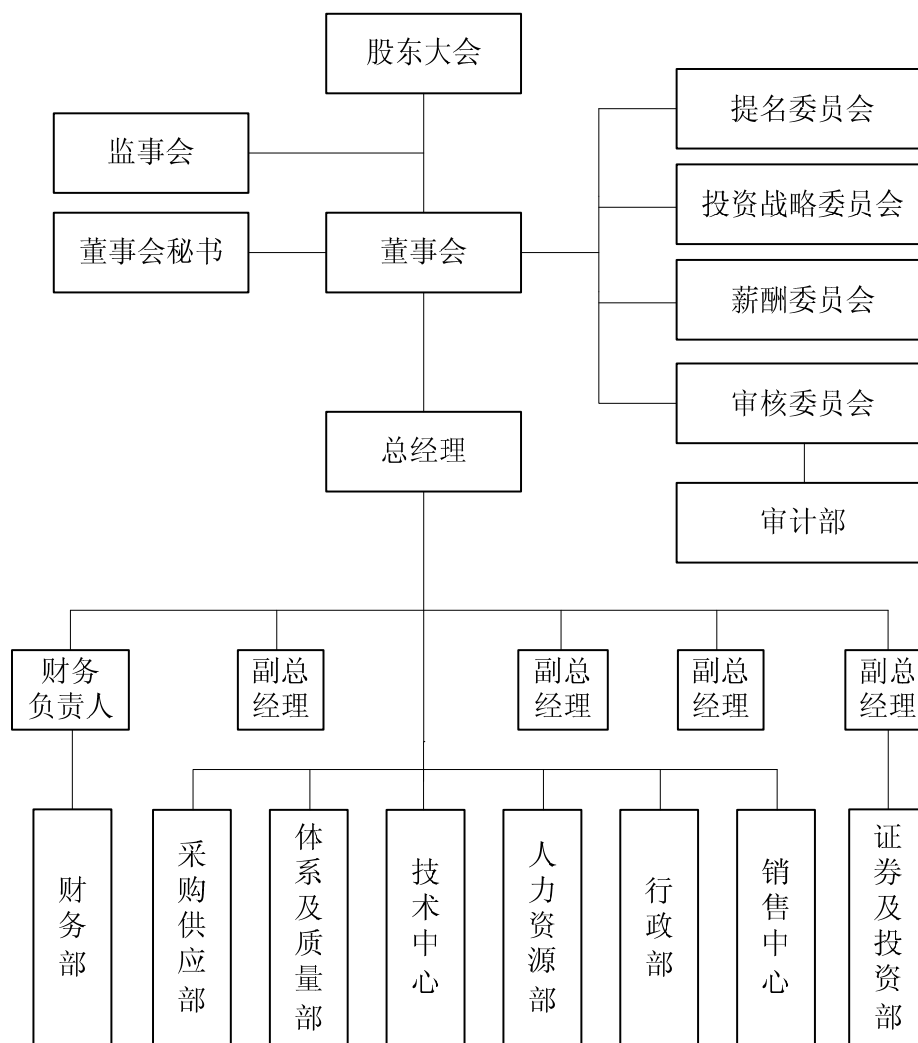 股东大会
提名委员会
监事会
投资战略委员会
董事会秘书
董事会
薪酬委员会
审核委员会
总经理
审计部
财务
负责人
副总
经理
副总
经理
副总
经理
副总
经理
财务部
采购供应部
体系及质量部
技术中心
人力资源部
行政部
销售中心
证券及投资部